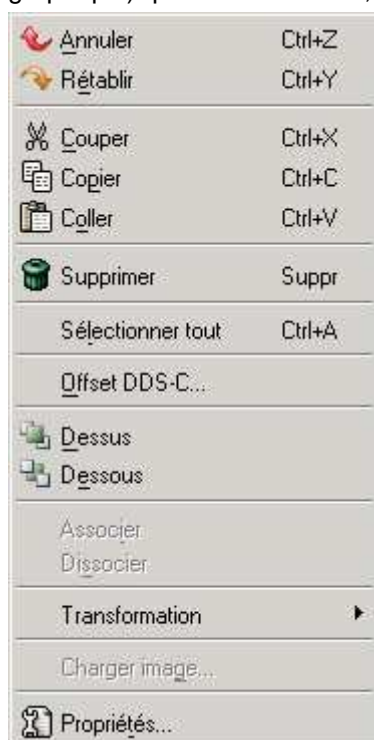 Annuler Ctrl+Z
Rétablir Ctrl+Y
Couper Ctrl+X
Copier Ctrl+C
Coller Ctrl+V
Supprimer Suppr
Sélectionner tout Ctrl+A
Offset DDS-C...
Dessus
Dessous
Associer
Dissocier
Transformation
Charger image...
Propriétés...